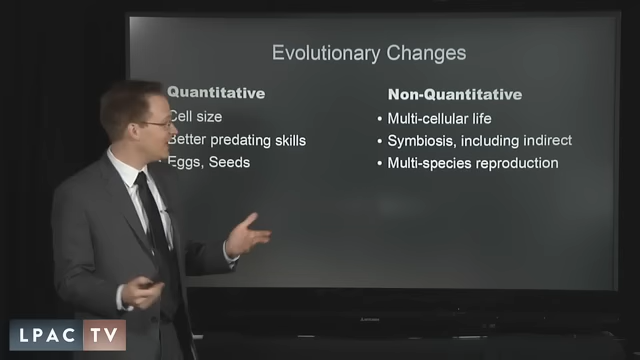 Evolutionary Changes
Quantitative
Cell size
Better predating skills
Eggs, Seeds
Non-Quantitative
• Multi-cellular life
• Symbiosis, including indirect
• Multi-species reproduction
LPAC TV